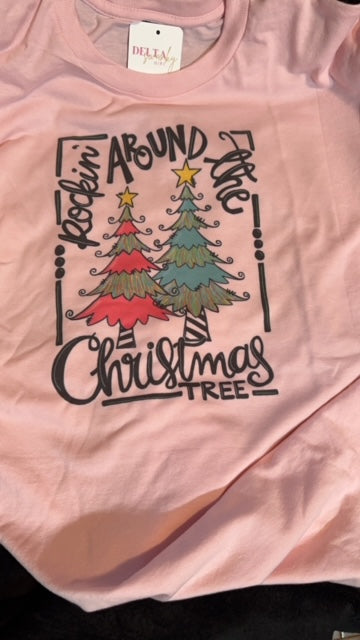 DELTA
Rockin' AROUND the
Christmas
TREE